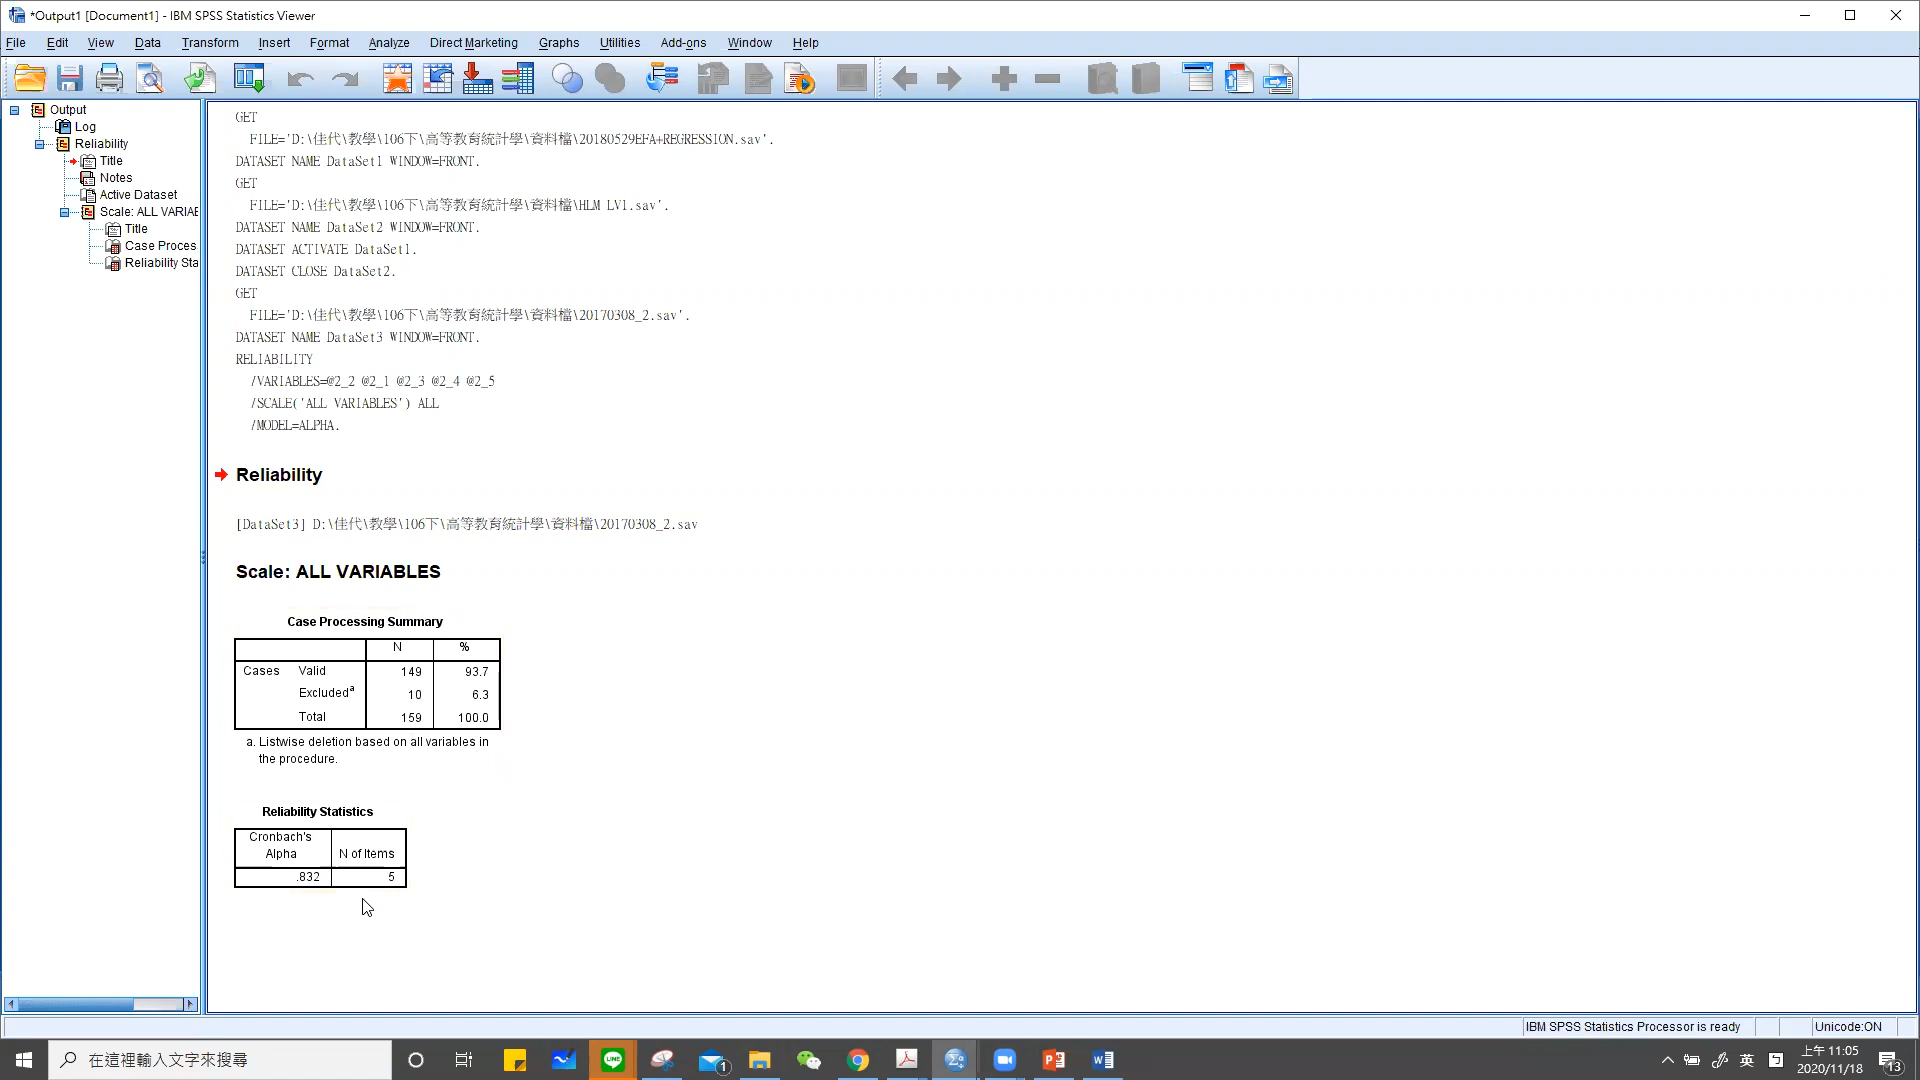 *Output1 [Document1] - IBM SPSS Statistics Viewer
File Edit View Data Transform Insert Format Analyze Direct Marketing Graphs Utilities Add-ons Window Help
Output
Log
Reliability
Title
Notes
Active Dataset
Scale: ALL VARIAE
Title
Case Proces
Reliability Sta
GET
FILE='D:\佳代\教學\106下\高等教育統計學\資料檔\20180529EFA+REGRESSION.sav'.
DATASET NAME DataSet1 WINDOW=FRONT.
GET
FILE='D:\佳代\教學\106下\高等教育統計學\資料檔\HLM LV1.sav'.
DATASET NAME DataSet2 WINDOW=FRONT.
DATASET ACTIVATE DataSet1.
DATASET CLOSE DataSet2.
GET
FILE='D:\佳代\教學\106下\高等教育統計學\資料檔\20170308_2.sav'.
DATASET NAME DataSet3 WINDOW=FRONT.
RELIABILITY
/VARIABLES=@2_2 @2_1 @2_3 @2_4 @2_5
/SCALE('ALL VARIABLES') ALL
/MODEL=ALPHA.
Reliability
[DataSet3] D:\佳代\教學\106下\高等教育統計學\資料檔\20170308_2.sav
Scale: ALL VARIABLES
Case Processing Summary
N %
Cases Valid 149 93.7
Excludedᵃ 10 6.3
Total 159 100.0
a. Listwise deletion based on all variables in
the procedure.
Reliability Statistics
Cronbach's
Alpha N of Items
.832 5
IBM SPSS Statistics Processor is ready Unicode:ON
在這裡輸入文字來搜尋
1
英
上午 11:05
2020/11/18
13